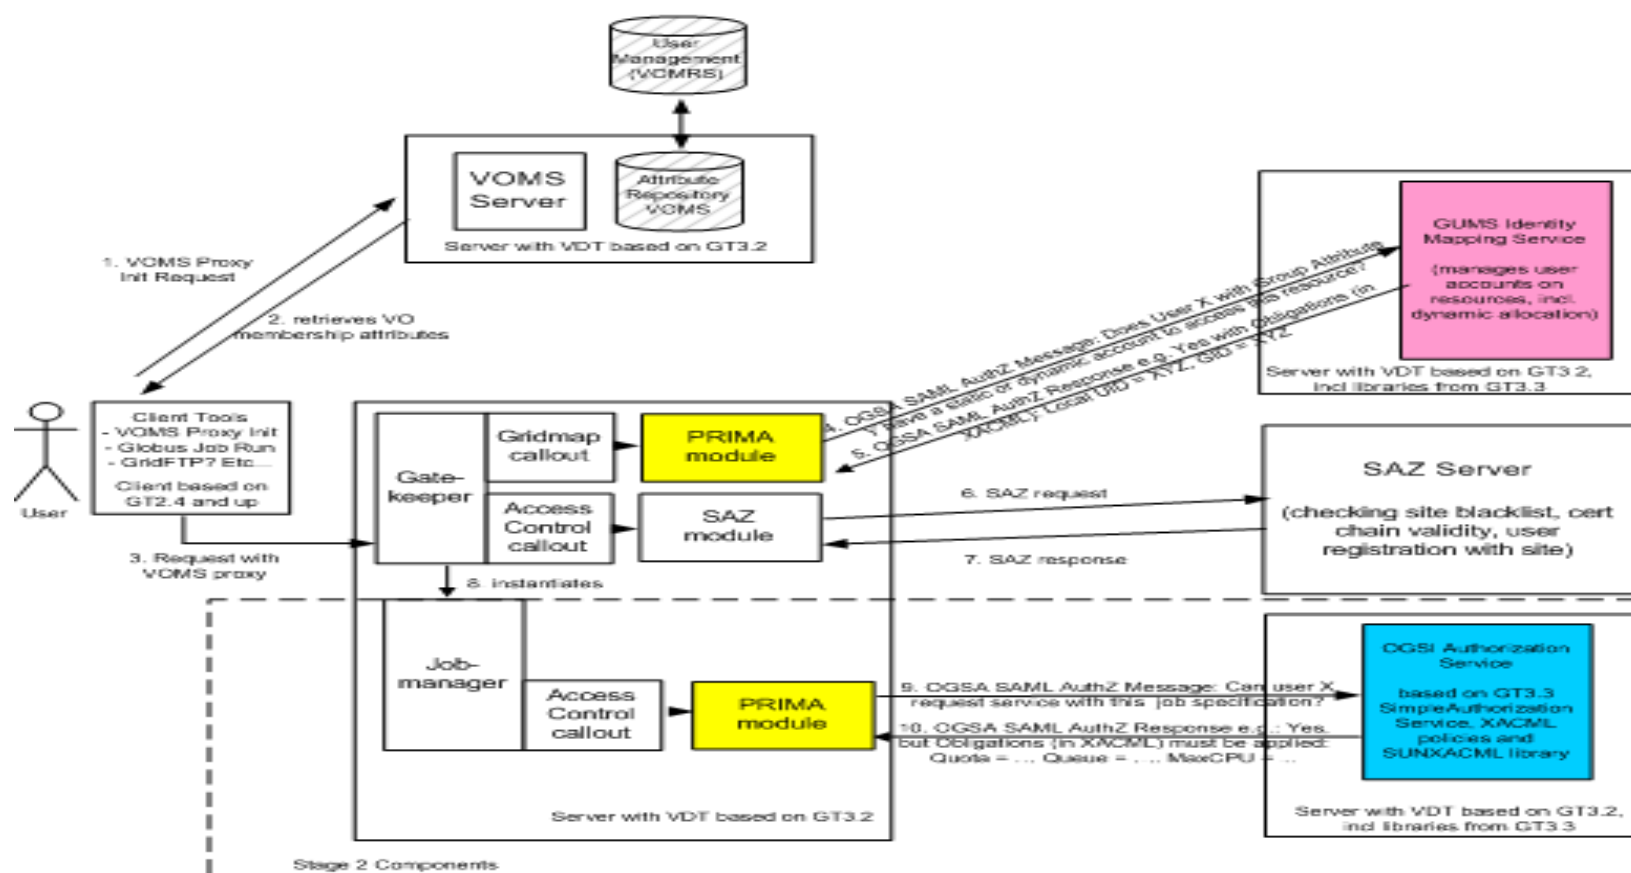 User
Management
(VOMRS)
VOMS
Server
Attribute
Repository
VOMS
Server with VDT based on GT3.2
1. VOMS Proxy
Init Request
2. retrieves VO
membership attributes
GUMS Identity
Mapping Service
(manages user
accounts on
resources, incl.
dynamic allocation)
Server with VDT based on GT3.2,
incl libraries from GT3.3
4. OGSA SAML AuthZ Message: Does User X with Group Attribute
Y have a static or dynamic account to access this resource?
5. OGSA SAML AuthZ Response e.g. Yes with Obligations (in
XACML): Local UID = XYZ, GID = XYZ
User
Client Tools
- VOMS Proxy Init
- Globus Job Run
- GridFTP? Etc...
Client based on
GT2.4 and up
3. Request with
VOMS proxy
Gate-
keeper
Gridmap
callout
PRIMA
module
Access
Control
callout
SAZ
module
6. SAZ request
7. SAZ response
SAZ Server
(checking site blacklist, cert
chain validity, user
registration with site)
8. instantiates
Job-
manager
Access
Control
callout
PRIMA
module
9. OGSA SAML AuthZ Message: Can user X
request service with this job specification?
10. OGSA SAML AuthZ Response e.g.: Yes,
but Obligations (in XACML) must be applied:
Quota = ..., Queue = ..., MaxCPU = ...
OGSI Authorization
Service
based on GT3.3
SimpleAuthorization
Service, XACML
policies and
SUNXACML library
Server with VDT based on GT3.2
Server with VDT based on GT3.2,
incl libraries from GT3.3
Stage 2 Components